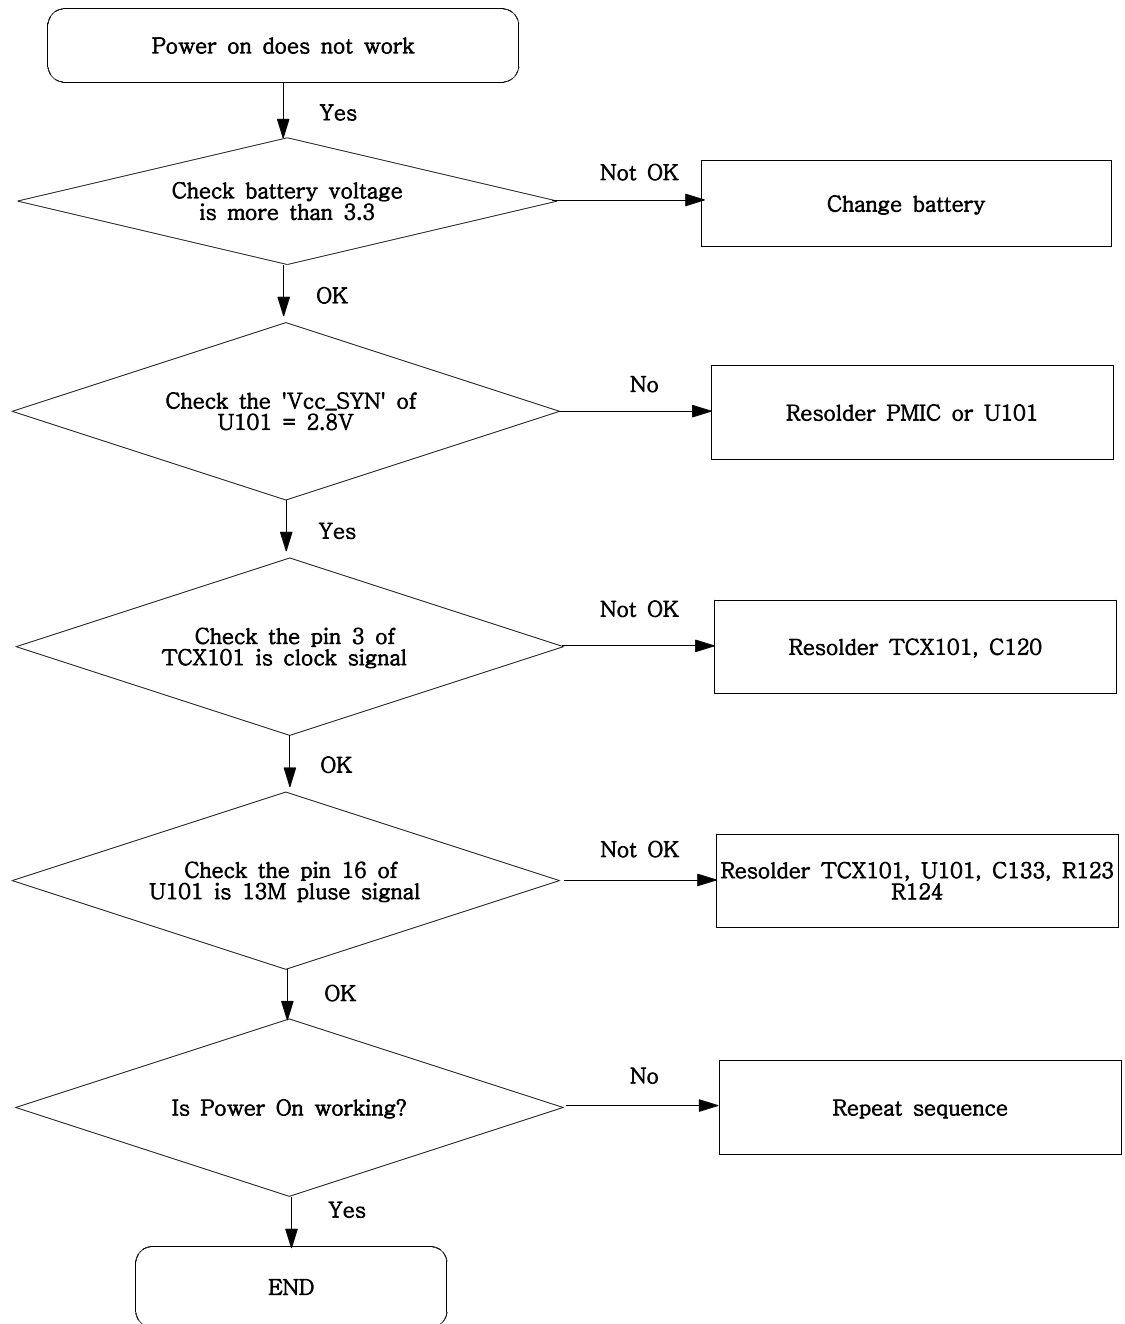 Power on does not work
Yes
Check battery voltage
is more than 3.3
Not OK
Change battery
OK
Check the 'Vcc_SYN' of
U101 = 2.8V
No
Resolder PMIC or U101
Yes
Check the pin 3 of
TCX101 is clock signal
Not OK
Resolder TCX101, C120
OK
Check the pin 16 of
U101 is 13M pluse signal
Not OK
Resolder TCX101, U101, C133, R123
R124
OK
Is Power On working?
No
Repeat sequence
Yes
END